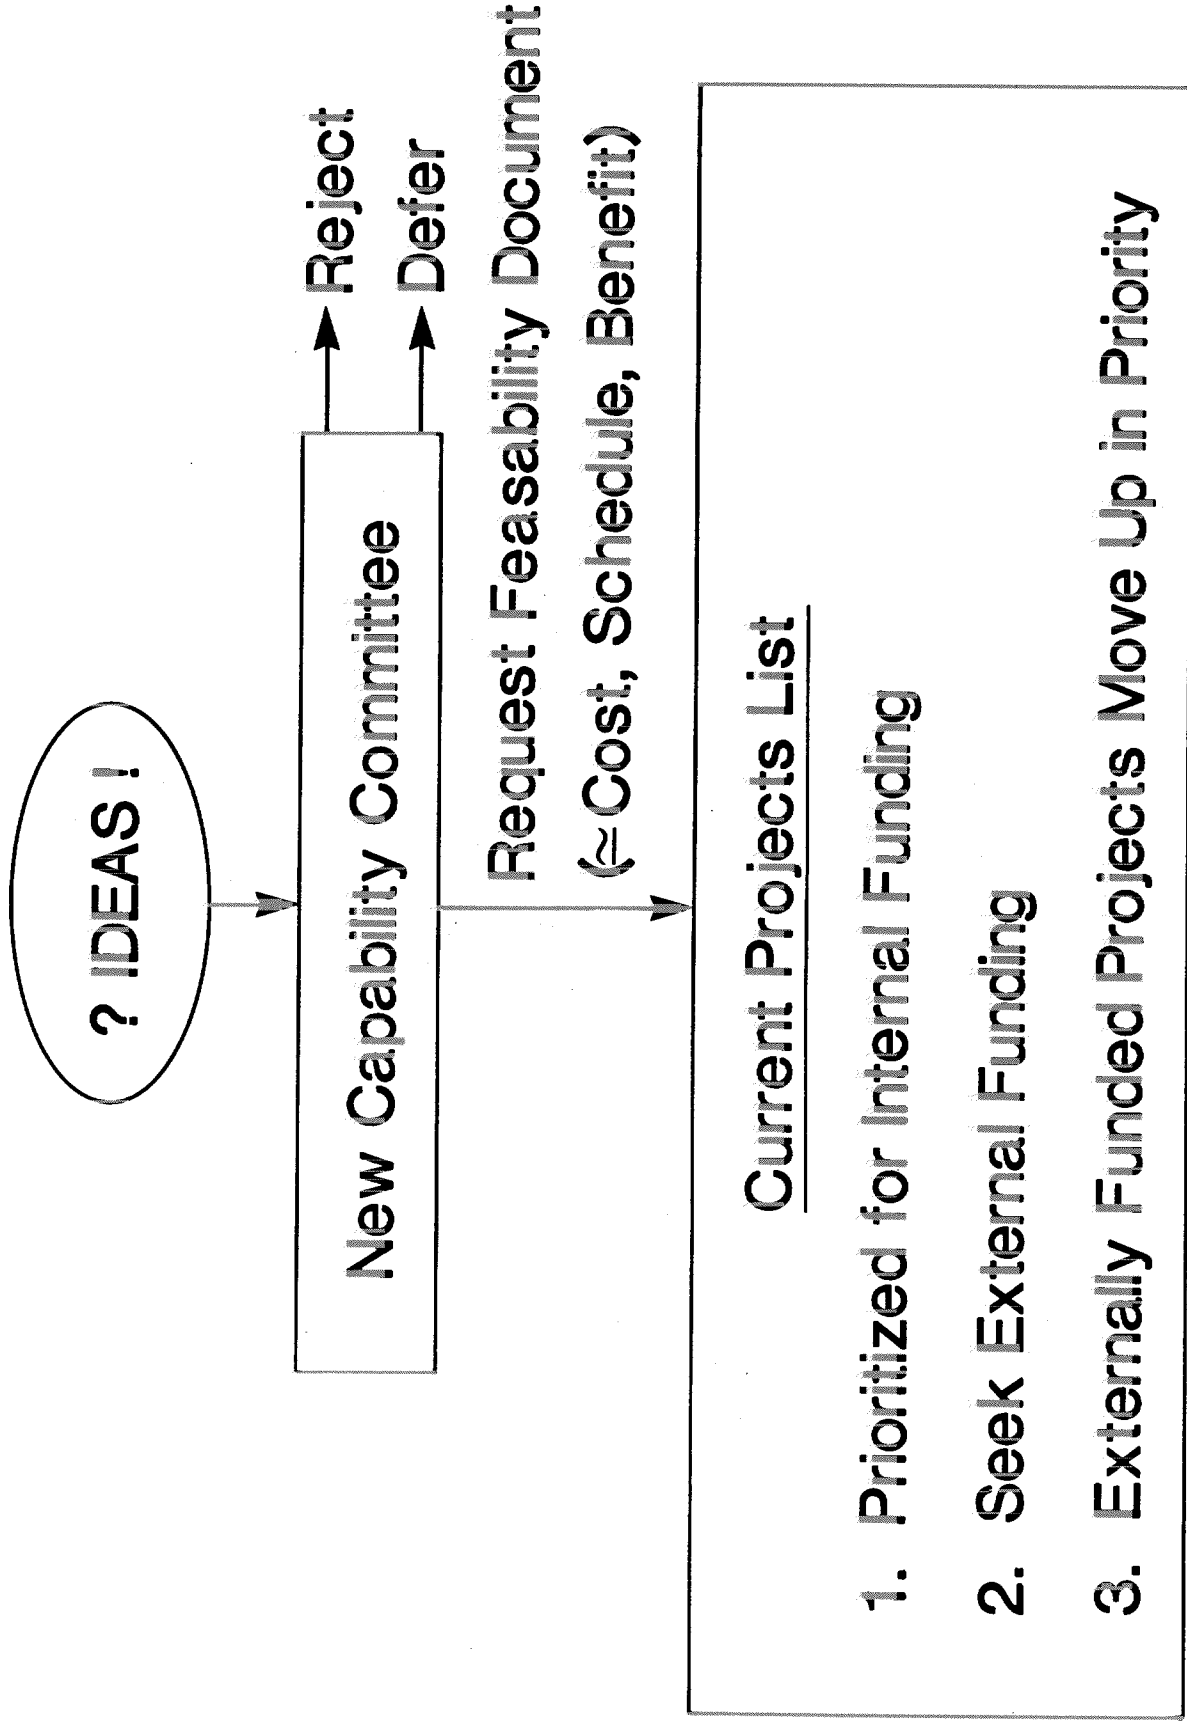 ? IDEAS !
New Capability Committee
Reject
Defer
Request Feasability Document
(≃Cost, Schedule, Benefit)
Current Projects List
1. Prioritized for Internal Funding
2. Seek External Funding
3. Externally Funded Projects Move Up in Priority